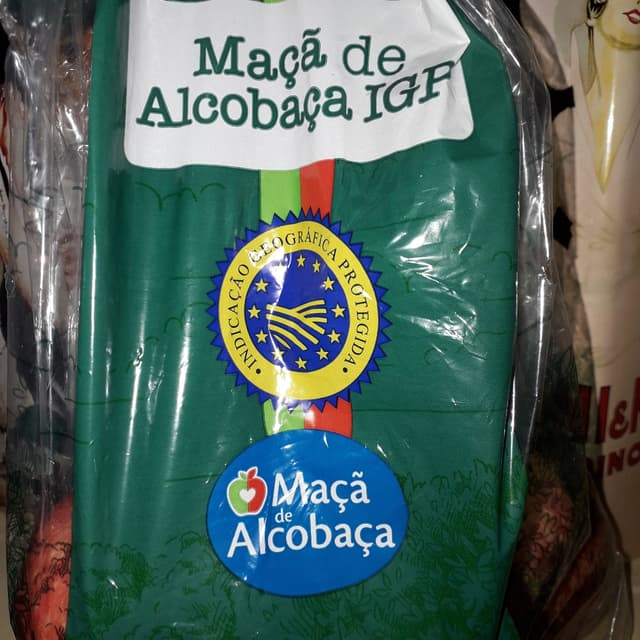 Maçã de
Alcobaça IGP
INDICAÇÃO GEOGRÁFICA PROTEGIDA
Maçã
de
Alcobaça